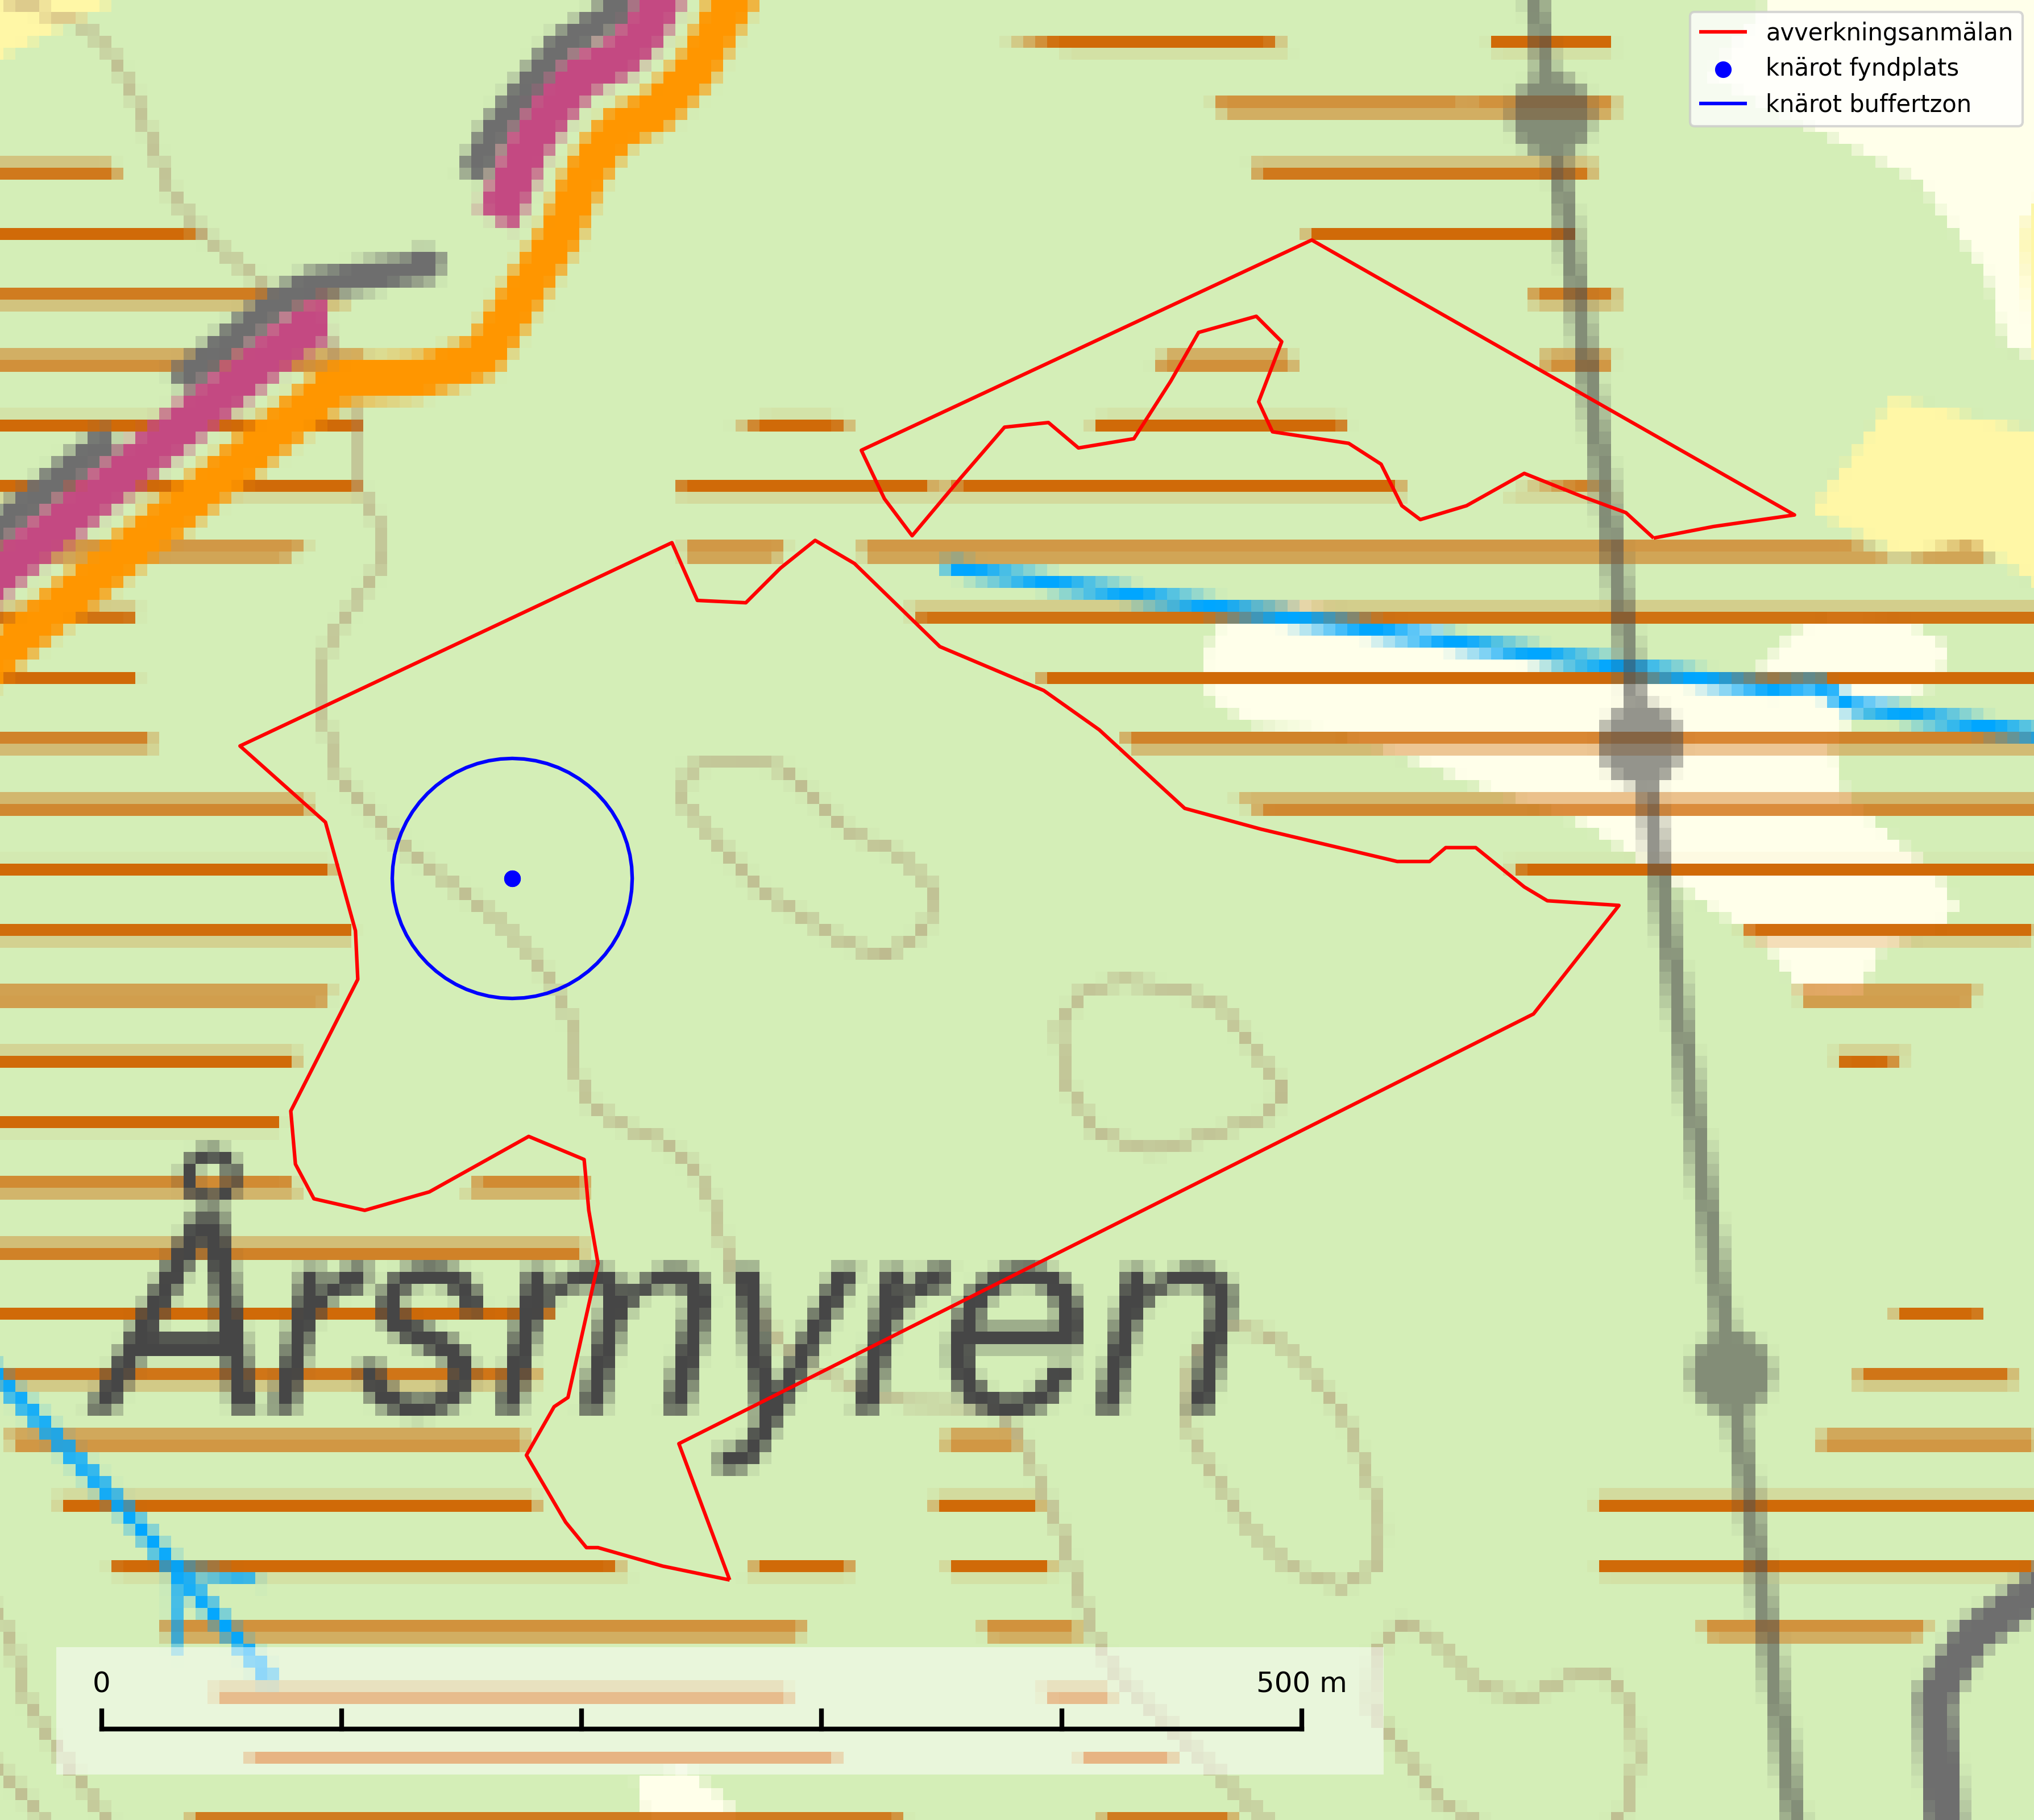 avverkningsanmälan
knärot fyndplats
knärot buffertzon
Årsmyren
0 500 m